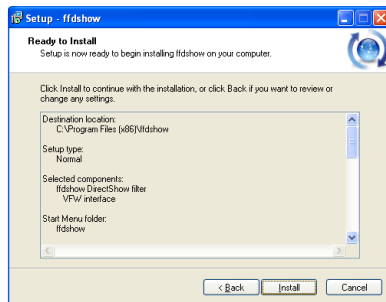 Setup - ffdshow
Ready to Install
Setup is now ready to begin installing ffdshow on your computer.
Click Install to continue with the installation, or click Back if you want to review or
change any settings.
Destination location:
C:\Program Files (x86)\ffdshow
Setup type:
Normal
Selected components:
ffdshow DirectShow filter
VFW interface
Start Menu folder:
ffdshow
< Back
Install
Cancel